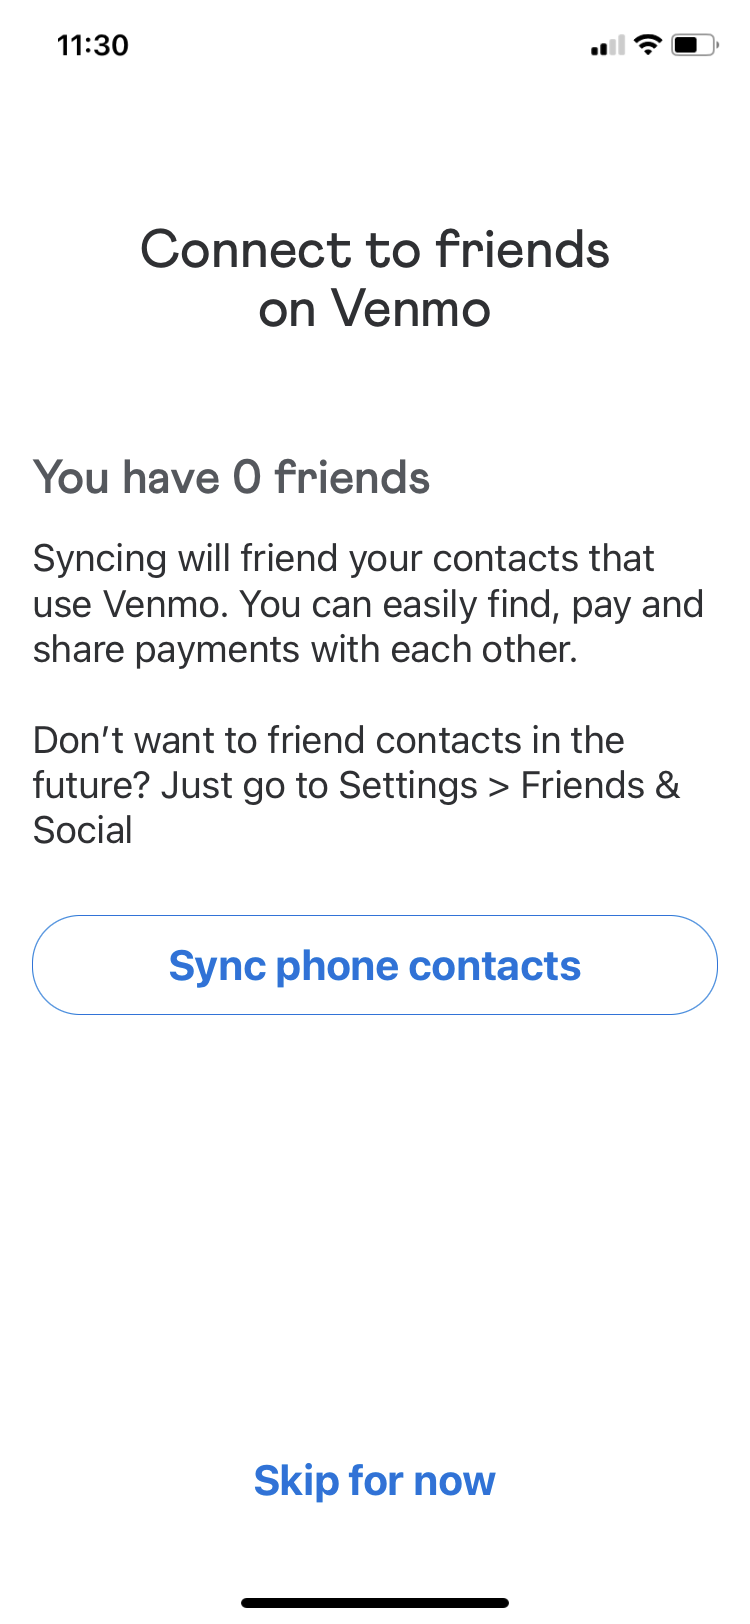 11:30
Connect to friends
on Venmo
You have 0 friends
Syncing will friend your contacts that
use Venmo. You can easily find, pay and
share payments with each other.
Don’t want to friend contacts in the
future? Just go to Settings > Friends &
Social
Sync phone contacts
Skip for now